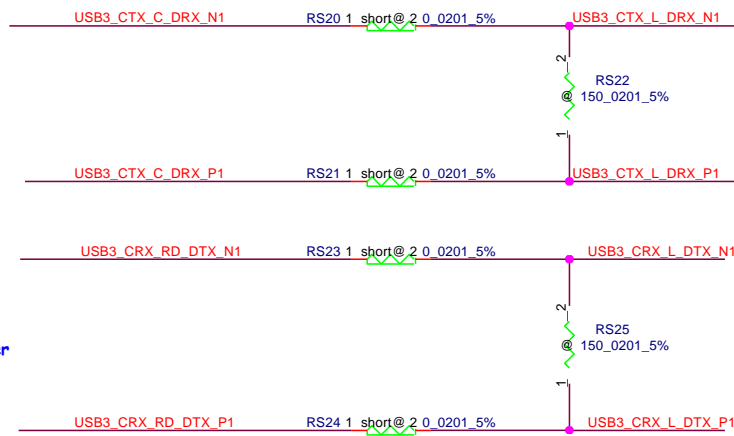 USB3_CTX_C_DRX_N1 RS20 1 short@ 2 0_0201_5% USB3_CTX_L_DRX_N1
2
RS22
@ 150_0201_5%
1
USB3_CTX_C_DRX_P1 RS21 1 short@ 2 0_0201_5% USB3_CTX_L_DRX_P1
USB3_CRX_RD_DTX_N1 RS23 1 short@ 2 0_0201_5% USB3_CRX_L_DTX_N1
2
RS25
@ 150_0201_5%
1
USB3_CRX_RD_DTX_P1 RS24 1 short@ 2 0_0201_5% USB3_CRX_L_DTX_P1